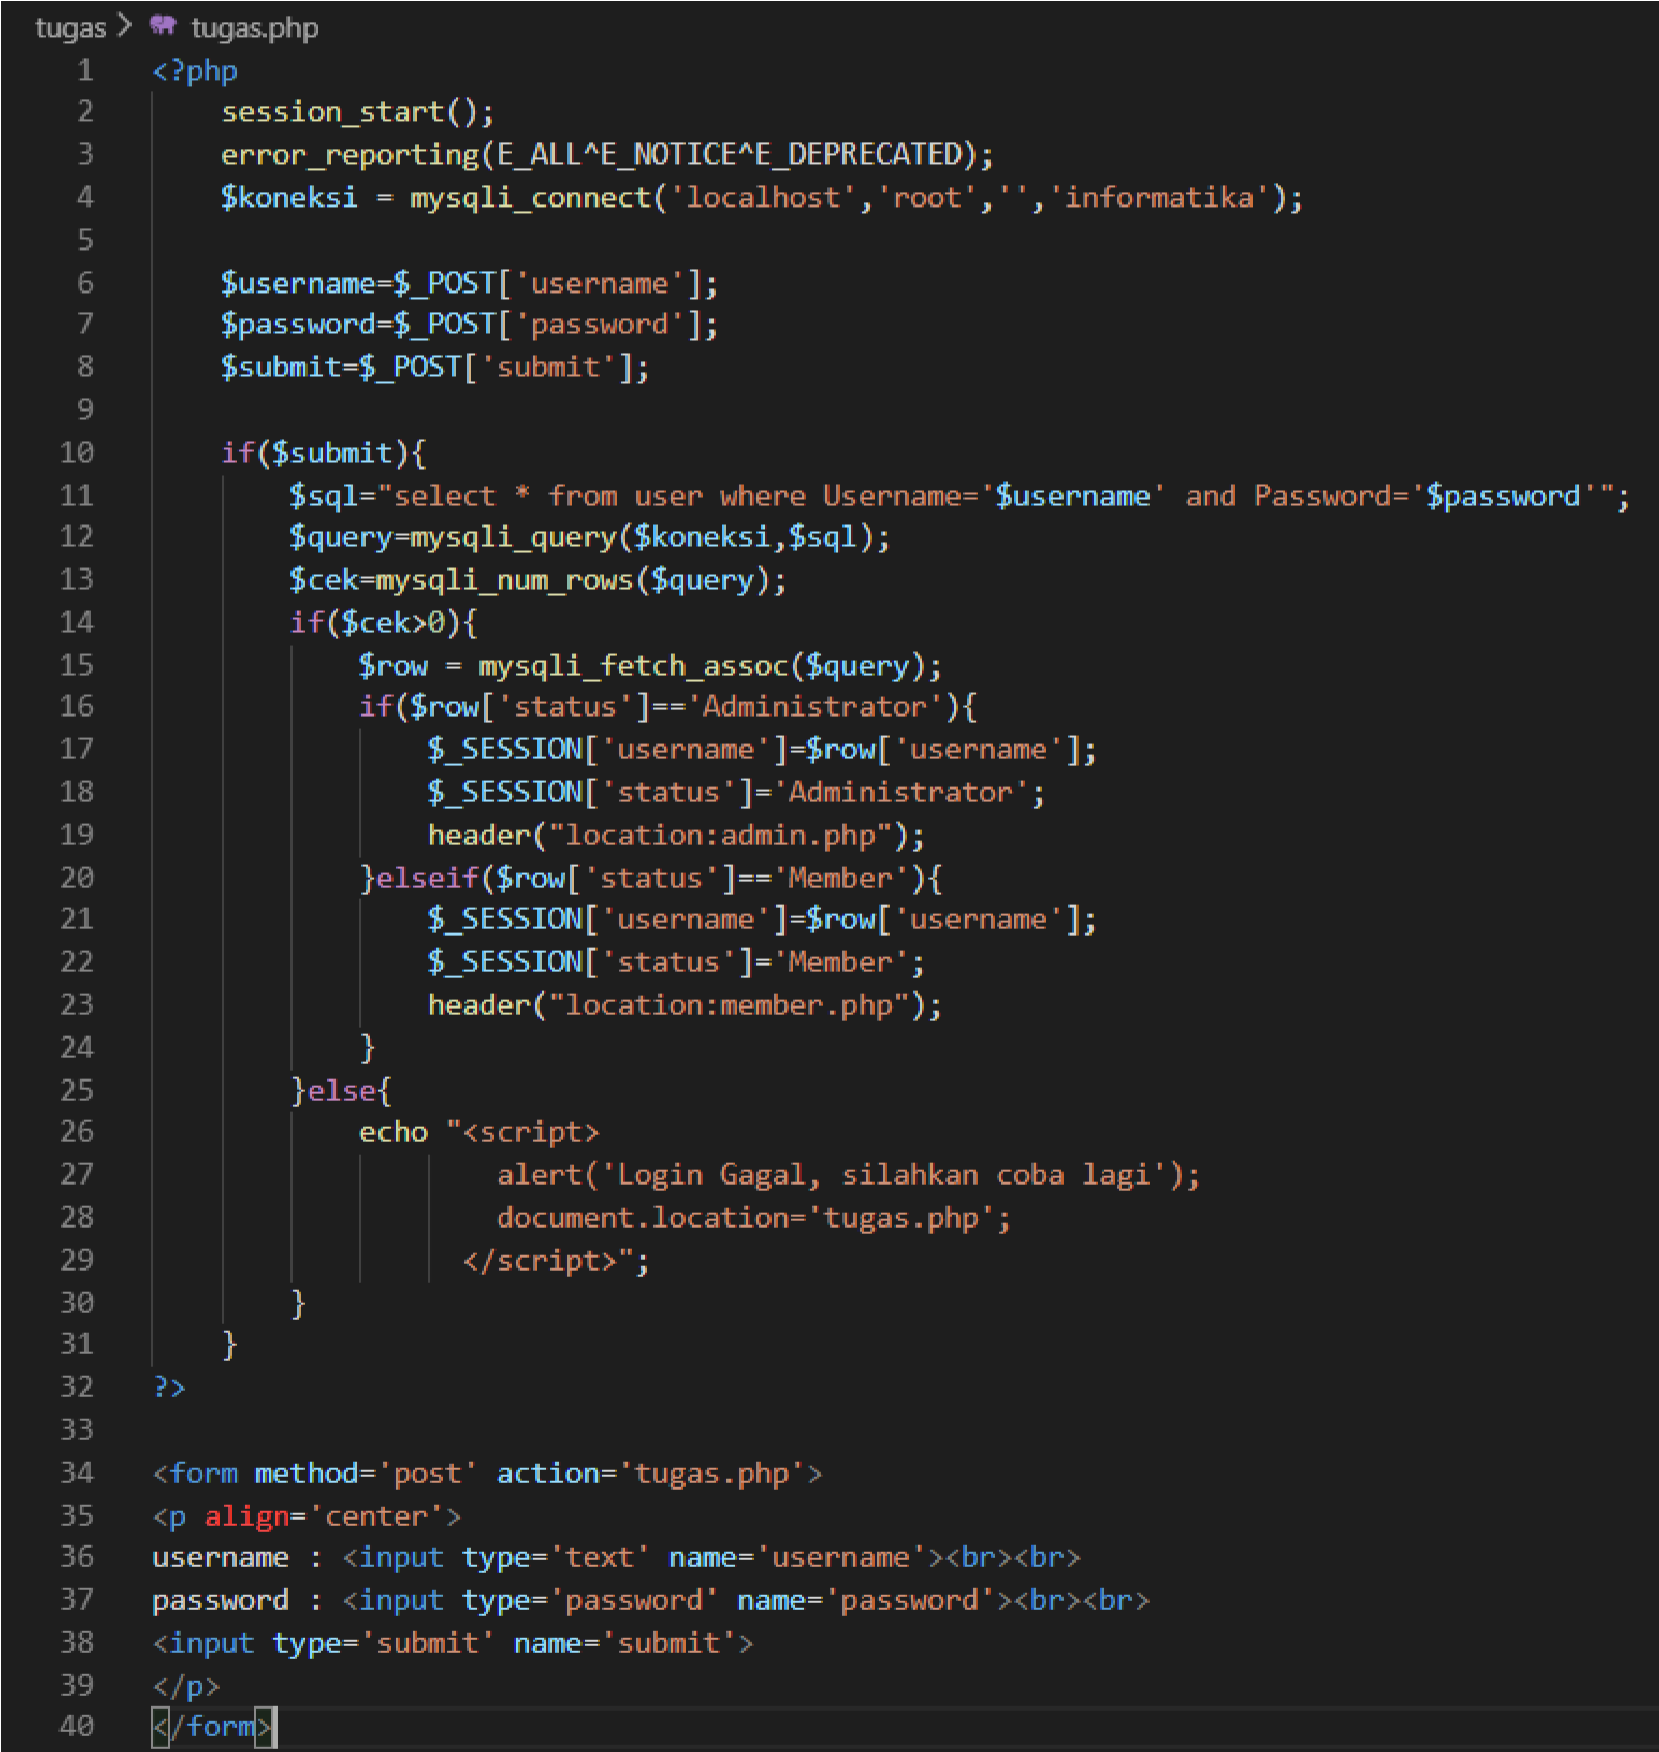 tugas > tugas.php
1 <?php
2 session_start();
3 error_reporting(E_ALL^E_NOTICE^E_DEPRECATED);
4 $koneksi = mysqli_connect('localhost','root','','informatika');
5
6 $username=$_POST['username'];
7 $password=$_POST['password'];
8 $submit=$_POST['submit'];
9
10 if($submit){
11 $sql="select * from user where Username='$username' and Password='$password'";
12 $query=mysqli_query($koneksi,$sql);
13 $cek=mysqli_num_rows($query);
14 if($cek>0){
15 $row = mysqli_fetch_assoc($query);
16 if($row['status']=='Administrator'){
17 $_SESSION['username']=$row['username'];
18 $_SESSION['status']='Administrator';
19 header("location:admin.php");
20 }elseif($row['status']=='Member'){
21 $_SESSION['username']=$row['username'];
22 $_SESSION['status']='Member';
23 header("location:member.php");
24 }
25 }else{
26 echo "<script>
27 alert('Login Gagal, silahkan coba lagi');
28 document.location='tugas.php';
29 </script>";
30 }
31 }
32 ?>
33
34 <form method='post' action='tugas.php'>
35 <p align='center'>
36 username : <input type='text' name='username'><br><br>
37 password : <input type='password' name='password'><br><br>
38 <input type='submit' name='submit'>
39 </p>
40 </form>